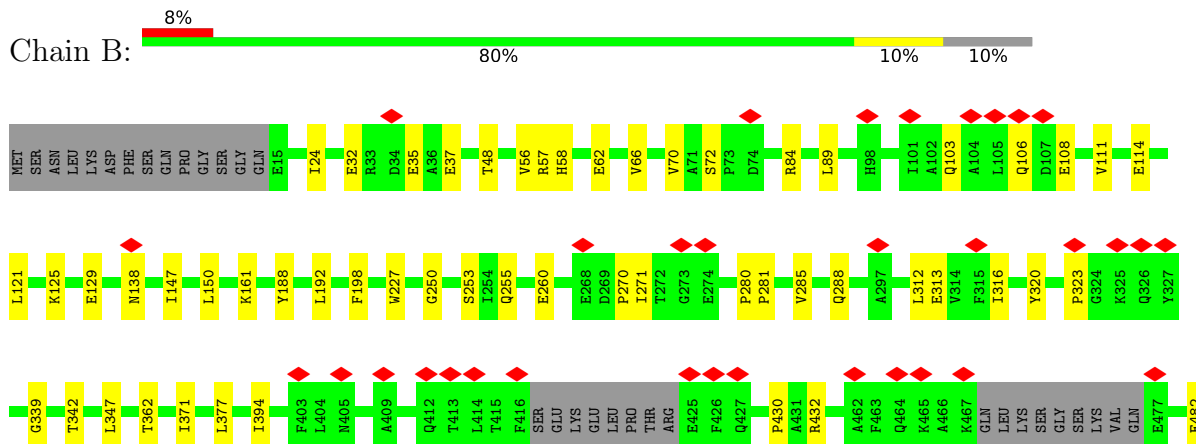 8%
Chain B:
80% 10% 10%
MET SER ASN LEU LYS ASP PHE SER GLN PRO GLY SER GLY GLN E15 I24 E32 R33 D34 E35 A36 E37 T48 V56 R57 H58 E62 V66 V70 A71 S72 P73 D74 R84 L89 H98 I101 A102 Q103 A104 L105 Q106 D107 E108 V111 E114
L121 K125 E129 N138 I147 L150 K161 Y188 L192 F198 W227 G250 S253 I254 Q255 E260 E268 D269 P270 I271 T272 G273 E274 P280 P281 V285 Q288 A297 L312 E313 V314 F315 I316 Y320 P323 G324 K325 Q326 Y327
G339 T342 L347 T362 I371 L377 I394 F403 L404 N405 A409 Q412 T413 L414 T415 F416 SER GLU LYS GLU LEU PRO THR ARG E425 F426 Q427 P430 A431 R432 A462 F463 Q464 K465 A466 K467 GLN LEU LYS SER GLY SER LYS VAL GLN E477